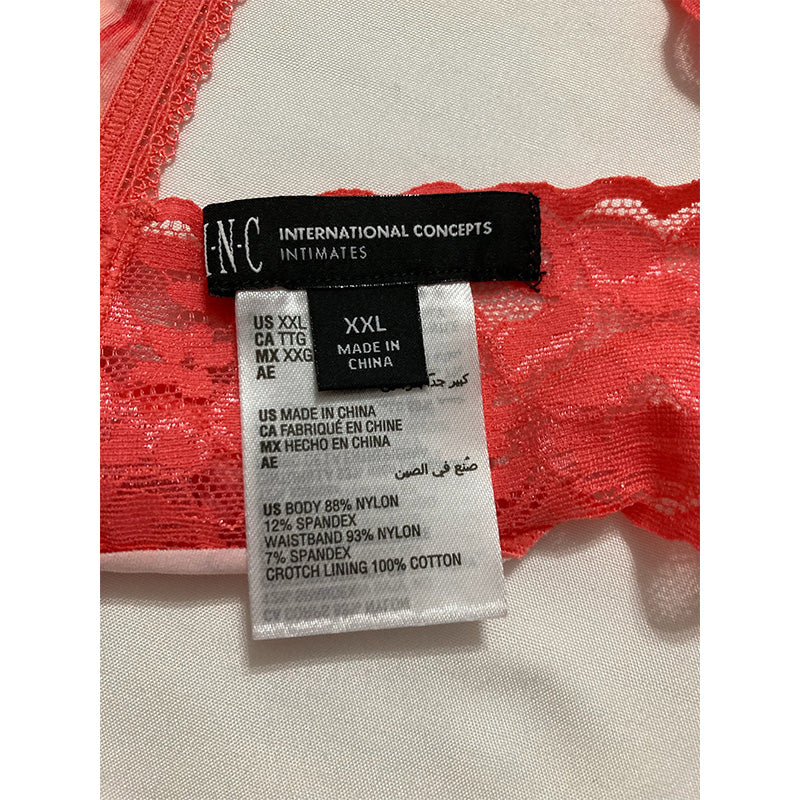 I·N·C INTERNATIONAL CONCEPTS
INTIMATES
XXL
MADE IN
CHINA
US XXL
CA TTG
MX XXG
AE
كبير
US MADE IN CHINA
CA FABRIQUÉ EN CHINE
MX HECHO EN CHINA
AE
صُنع في الصين
US BODY 88% NYLON
12% SPANDEX
WAISTBAND 93% NYLON
7% SPANDEX
CROTCH LINING 100% COTTON